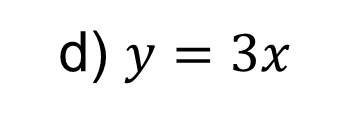 d) y = 3x